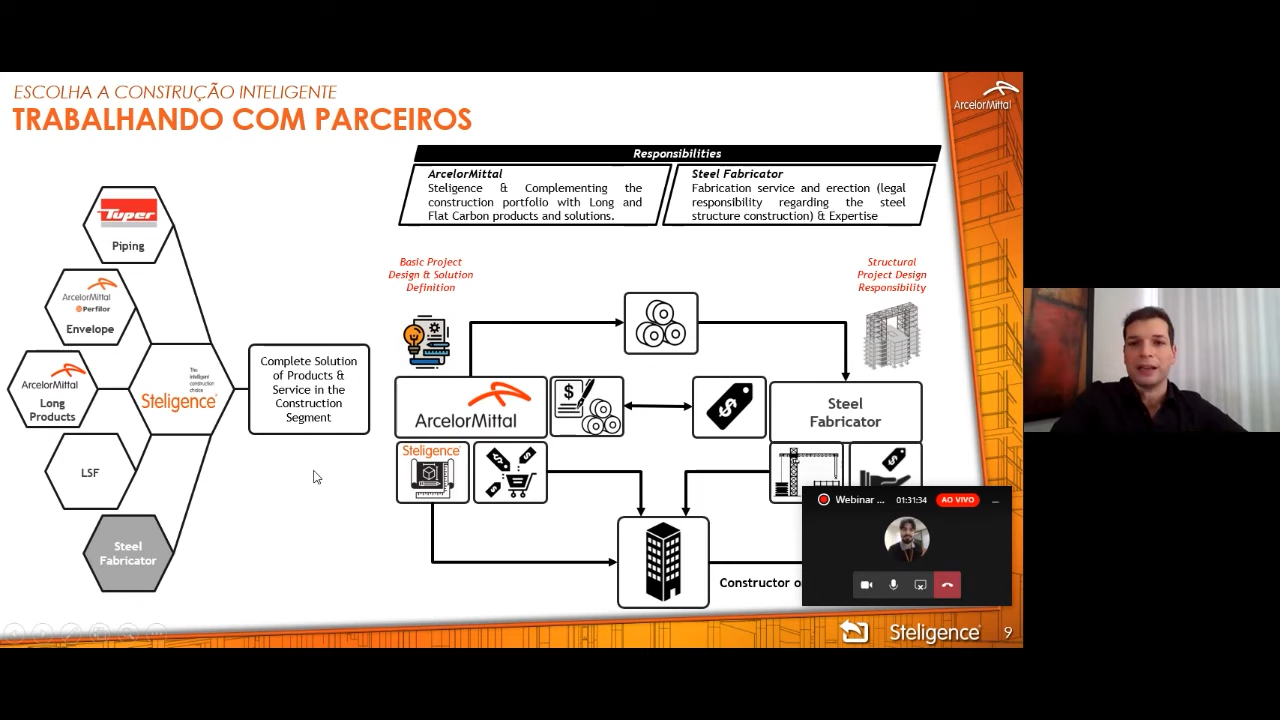 ESCOLHA A CONSTRUÇÃO INTELIGENTE
TRABALHANDO COM PARCEIROS
ArcelorMittal
Responsibilities
ArcelorMittal
Steligence & Complementing the
construction portfolio with Long and
Flat Carbon products and solutions.
Steel Fabricator
Fabrication service and erection (legal
responsibility regarding the steel
structure construction) & Expertise
Tuper
Piping
ArcelorMittal
Perfilor
Envelope
ArcelorMittal
Long
Products
LSF
Steel
Fabricator
The
intelligent
construction
choice
Steligence®
Complete Solution
of Products &
Service in the
Construction
Segment
Basic Project
Design & Solution
Definition
Structural
Project Design
Responsibility
ArcelorMittal
$
$
Steel
Fabricator
Steligence®
$
$
$
$
Constructor o
Webinar ...
01:31:34
AO VIVO
Steligence®
9